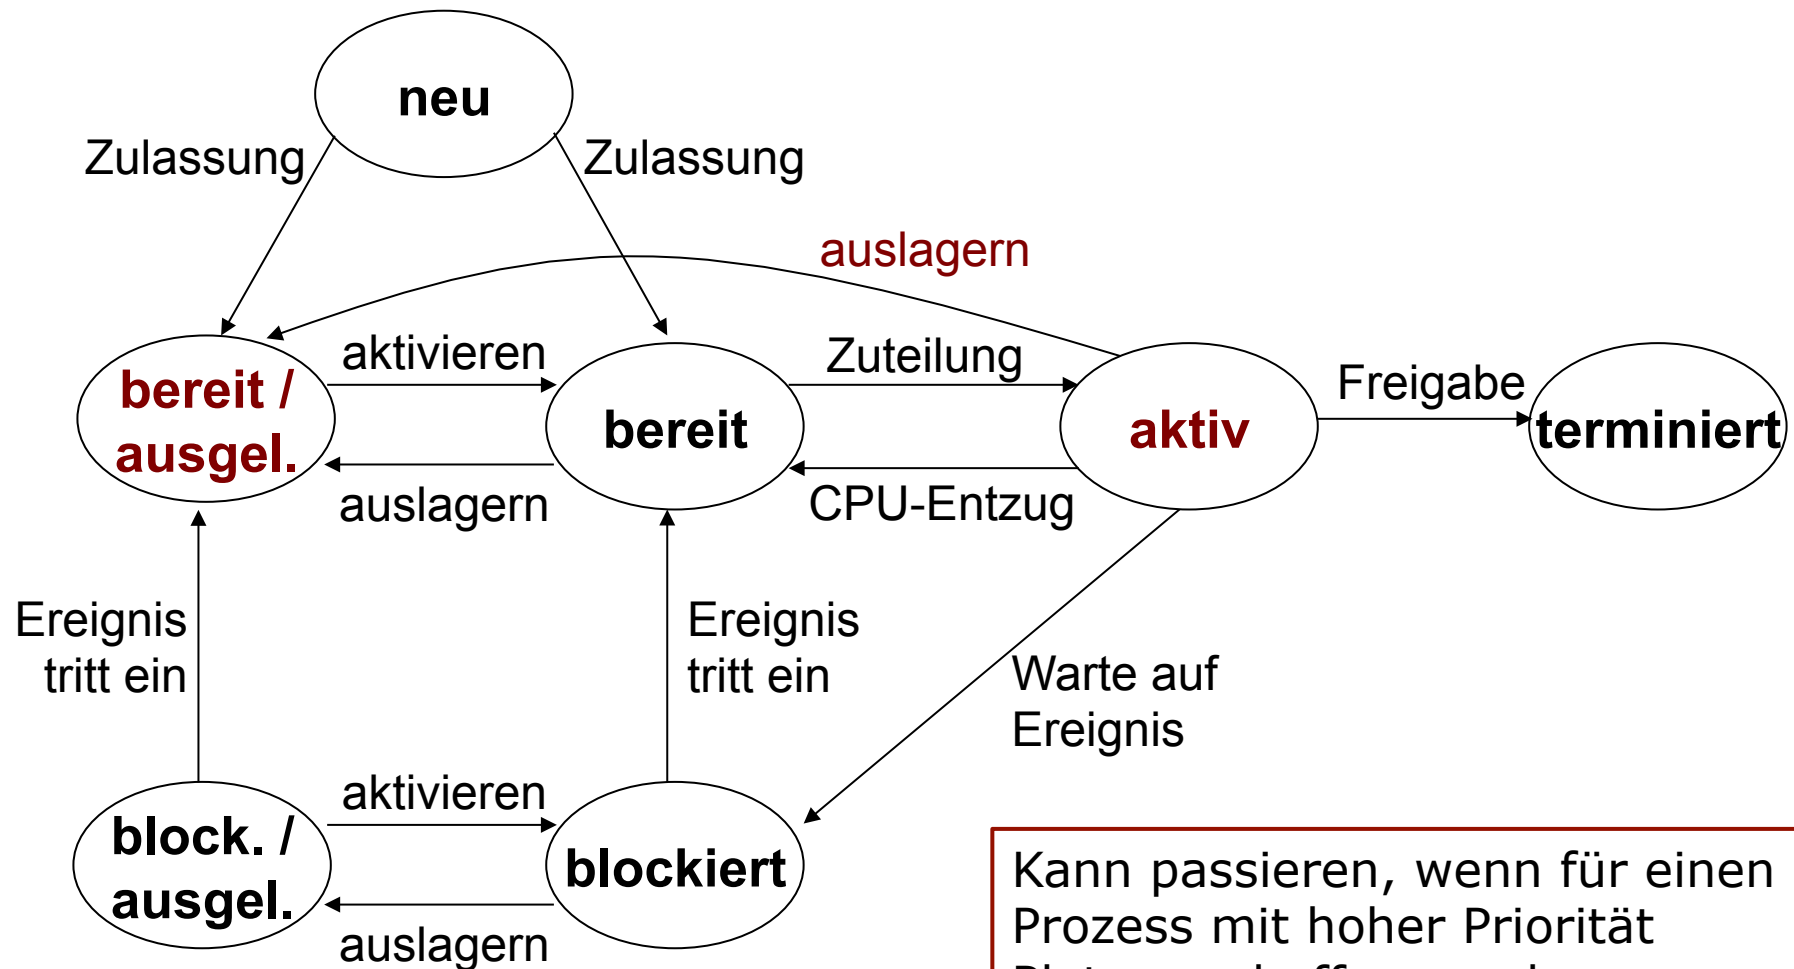 neu
Zulassung
Zulassung
auslagern
aktivieren
Zuteilung
Freigabe
bereit /
ausgel.
bereit
aktiv
terminiert
auslagern
CPU-Entzug
Ereignis
tritt ein
Ereignis
tritt ein
Warte auf
Ereignis
aktivieren
block. /
ausgel.
blockiert
auslagern
Kann passieren, wenn für einen
Prozess mit hoher Priorität